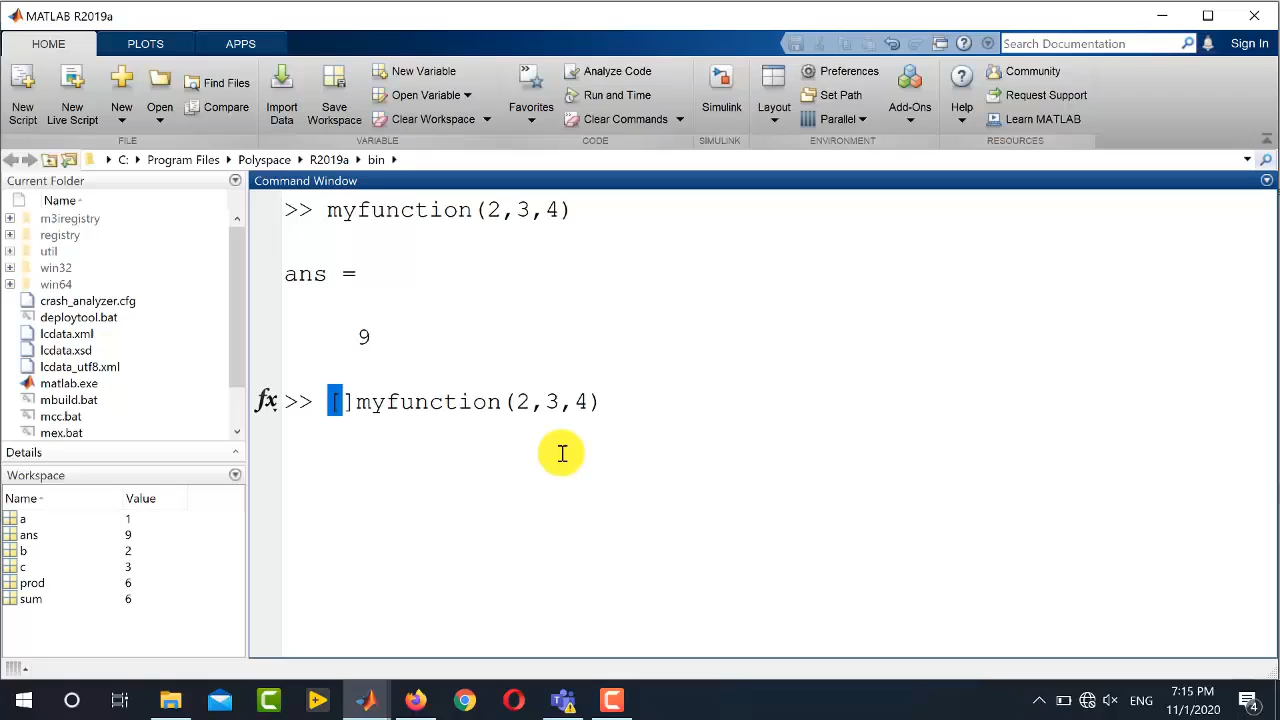 MATLAB R2019a
HOME PLOTS APPS
Search Documentation Sign In
New Script
New Live Script
New
Open
Find Files
Compare
FILE
Import Data
Save Workspace
New Variable
Open Variable
Clear Workspace
VARIABLE
Favorites
Analyze Code
Run and Time
Clear Commands
CODE
Simulink
SIMULINK
Layout
Preferences
Set Path
Parallel
Add-Ons
ENVIRONMENT
Help
Community
Request Support
Learn MATLAB
RESOURCES
C: Program Files Polyspace R2019a bin
Current Folder
Name
m3iregistry
registry
util
win32
win64
crash_analyzer.cfg
deploytool.bat
lcdata.xml
lcdata.xsd
lcdata_utf8.xml
matlab.exe
mbuild.bat
mcc.bat
mex.bat
Details
Workspace
Name Value
a 1
ans 9
b 2
c 3
prod 6
sum 6
Command Window
>> myfunction(2,3,4)
ans =
9
fx >> []myfunction(2,3,4)
ENG
7:15 PM
11/1/2020
4